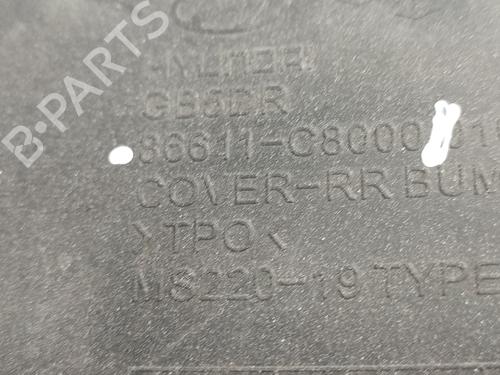 B-PARTS
GB5DR
86611-C8000
COVER-RR BUM
>TPO<
MS220-19 TYPE